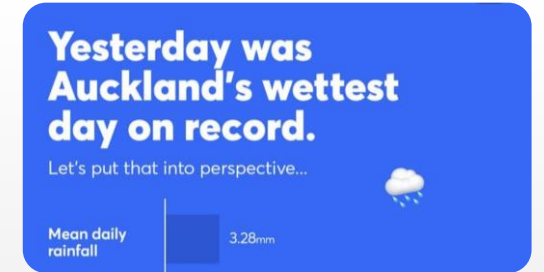 Yesterday was
Auckland's wettest
day on record.
Let's put that into perspective...
Mean daily
rainfall
3.28mm